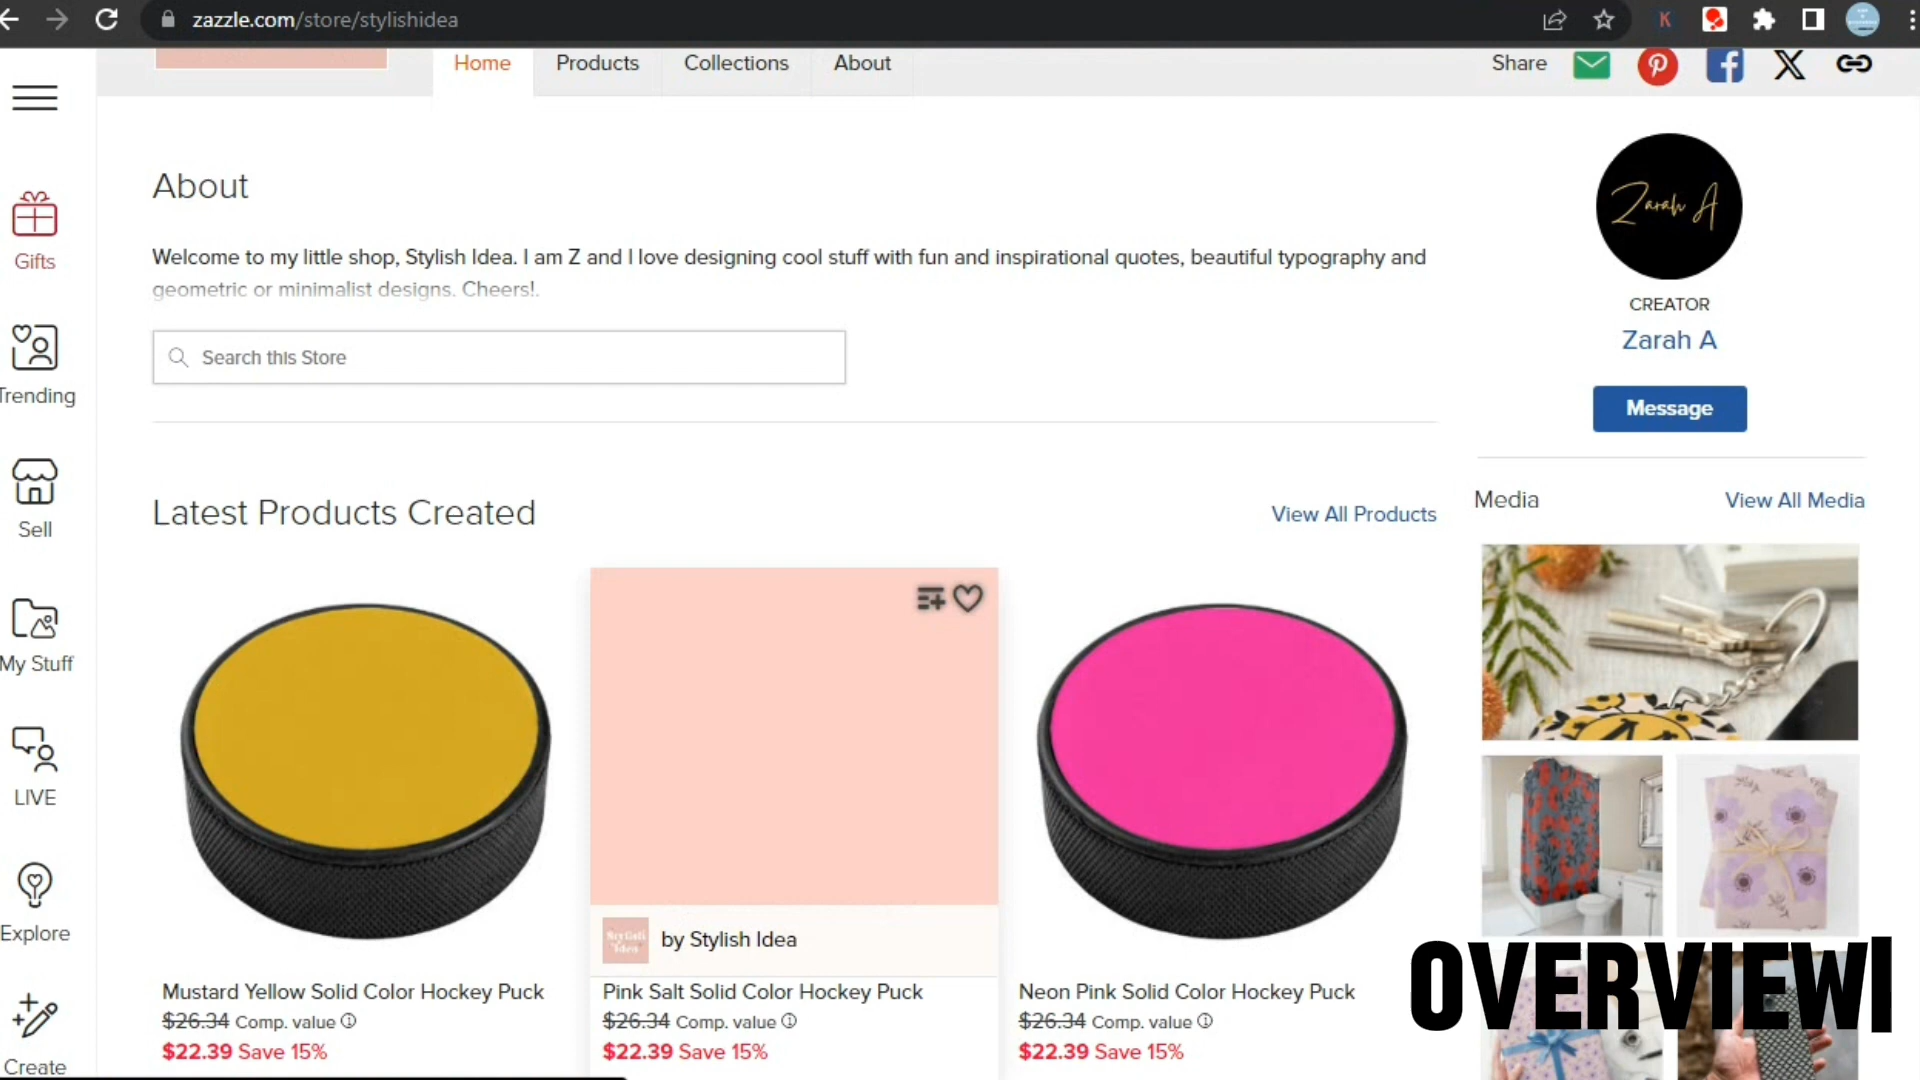 zazzle.com/store/stylishidea
Home
Products
Collections
About
Share
Gifts
Trending
Sell
My Stuff
LIVE
Explore
Create
About
Welcome to my little shop, Stylish Idea. I am Z and I love designing cool stuff with fun and inspirational quotes, beautiful typography and
geometric or minimalist designs. Cheers!.
Search this Store
Zarah A
CREATOR
Zarah A
Message
Latest Products Created
View All Products
Media
View All Media
Stylish
Idea
by Stylish Idea
Mustard Yellow Solid Color Hockey Puck
$26.34 Comp. value
$22.39 Save 15%
Pink Salt Solid Color Hockey Puck
$26.34 Comp. value
$22.39 Save 15%
Neon Pink Solid Color Hockey Puck
$26.34 Comp. value
$22.39 Save 15%
OVERVIEW